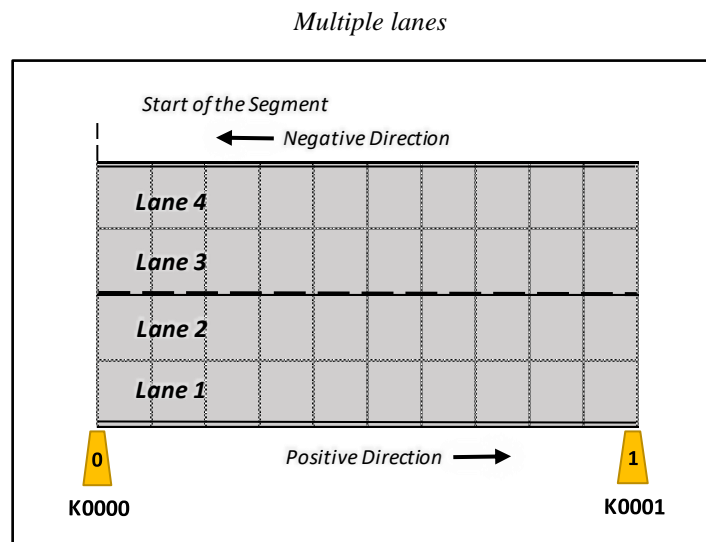 Multiple lanes
Start of the Segment
Negative Direction
Lane 4
Lane 3
Lane 2
Lane 1
Positive Direction
0
1
K0000
K0001